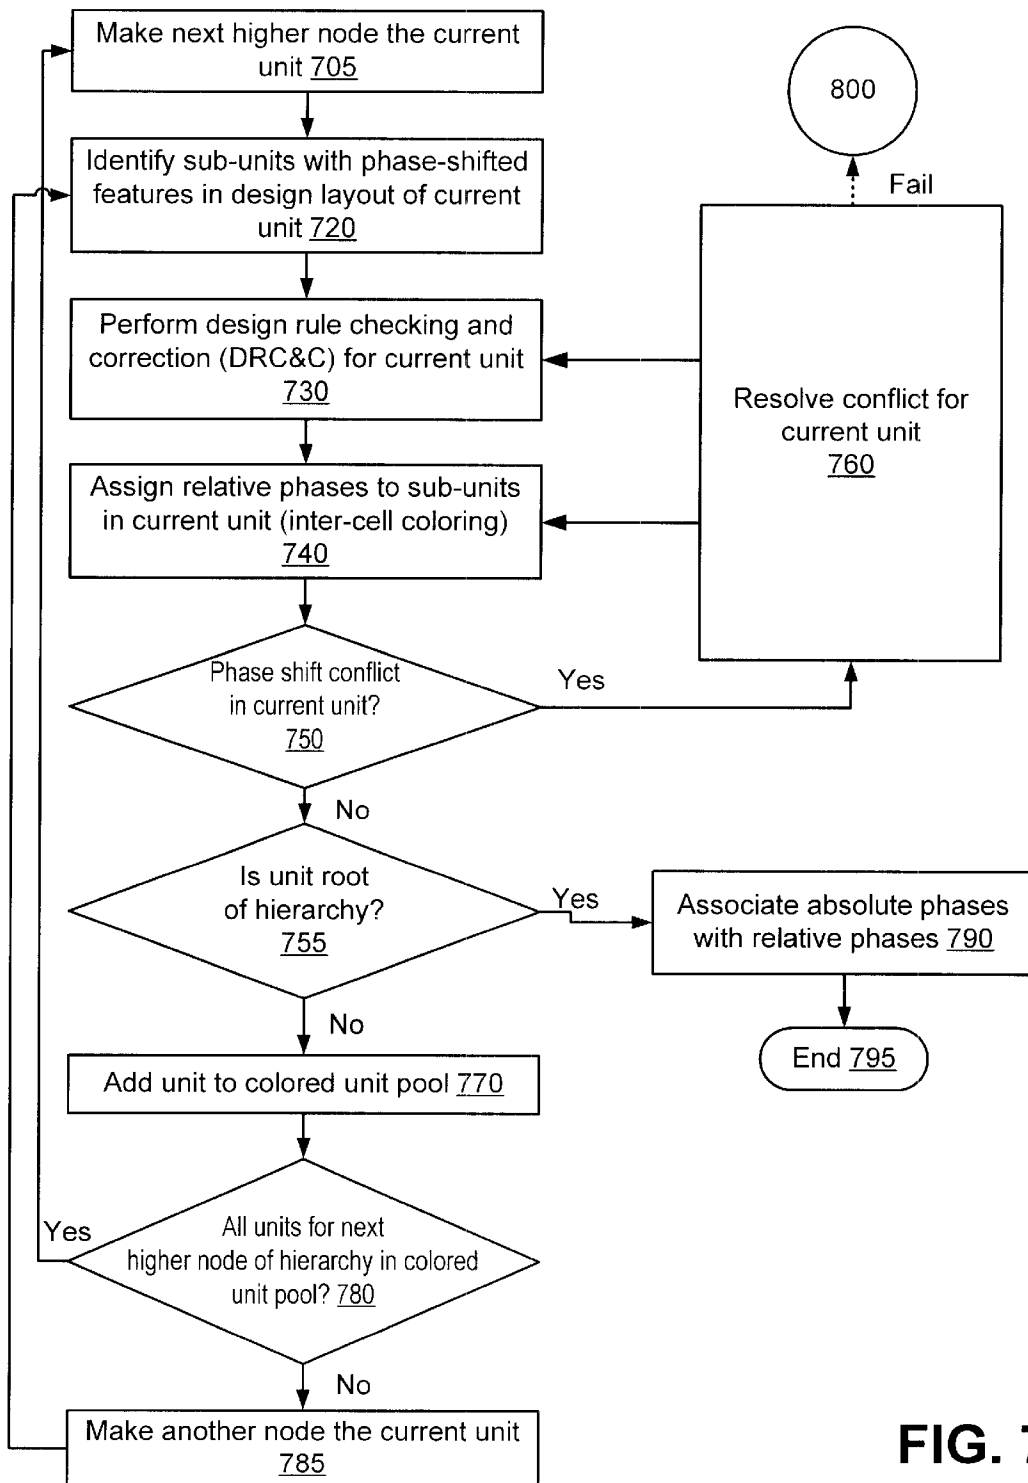 Make next higher node the current
unit 705
800
Identify sub-units with phase-shifted
features in design layout of current
unit 720
Fail
Perform design rule checking and
correction (DRC&C) for current unit
730
Resolve conflict for
current unit
760
Assign relative phases to sub-units
in current unit (inter-cell coloring)
740
Phase shift conflict
in current unit?
750
Yes
No
Is unit root
of hierarchy?
755
Yes
Associate absolute phases
with relative phases 790
No
End 795
Add unit to colored unit pool 770
Yes
All units for next
higher node of hierarchy in colored
unit pool? 780
No
Make another node the current unit
785
FIG. 7